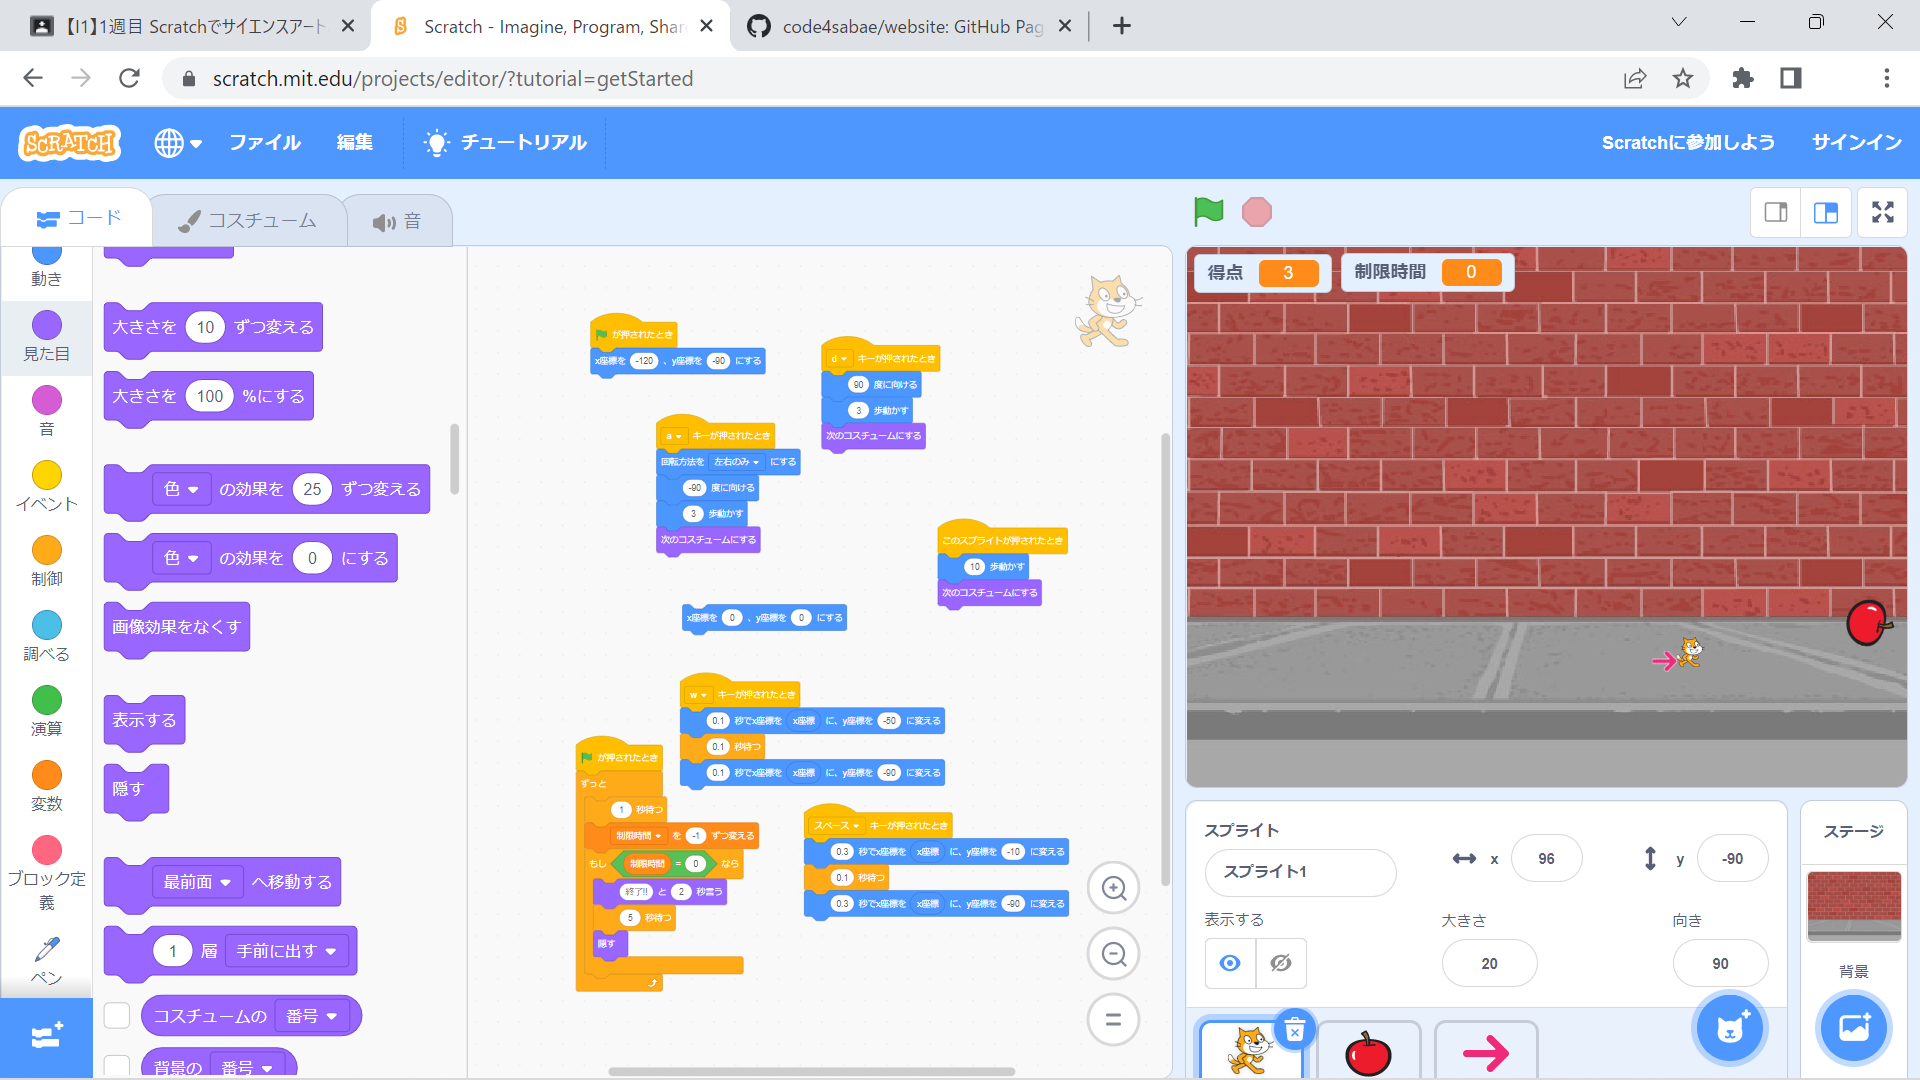 【I1】1週目 Scratchでサイエンスアート
Scratch - Imagine, Program, Shar
code4sabae/website: GitHub Pag
scratch.mit.edu/projects/editor/?tutorial=getStarted
SCRATCH
ファイル
編集
チュートリアル
Scratchに参加しよう
サインイン
コード
コスチューム
音
動き
見た目
音
イベント
制御
調べる
演算
変数
ブロック定義
ペン
大きさを 10 ずつ変える
大きさを 100 %にする
色 の効果を 25 ずつ変える
色 の効果を 0 にする
画像効果をなくす
表示する
隠す
最前面 へ移動する
1 層 手前に出す
コスチュームの 番号
背景の 番号
が押されたとき
x座標を -120 、y座標を -90 にする
d キーが押されたとき
90 度に向ける
3 歩動かす
次のコスチュームにする
a キーが押されたとき
回転方法を 左右のみ にする
-90 度に向ける
3 歩動かす
次のコスチュームにする
このスプライトが押されたとき
10 歩動かす
次のコスチュームにする
x座標を 0 、y座標を 0 にする
w キーが押されたとき
0.1 秒でx座標を x座標 に、y座標を -50 に変える
0.1 秒待つ
0.1 秒でx座標を x座標 に、y座標を -90 に変える
が押されたとき
ずっと
1 秒待つ
制限時間 を -1 ずつ変える
もし 制限時間 = 0 なら
終了!! と 2 秒言う
5 秒待つ
隠す
スペース キーが押されたとき
0.3 秒でx座標を x座標 に、y座標を -10 に変える
0.1 秒待つ
0.3 秒でx座標を x座標 に、y座標を -90 に変える
得点 3
制限時間 0
スプライト
スプライト1
x 96
y -90
表示する
大きさ
20
向き
90
ステージ
背景